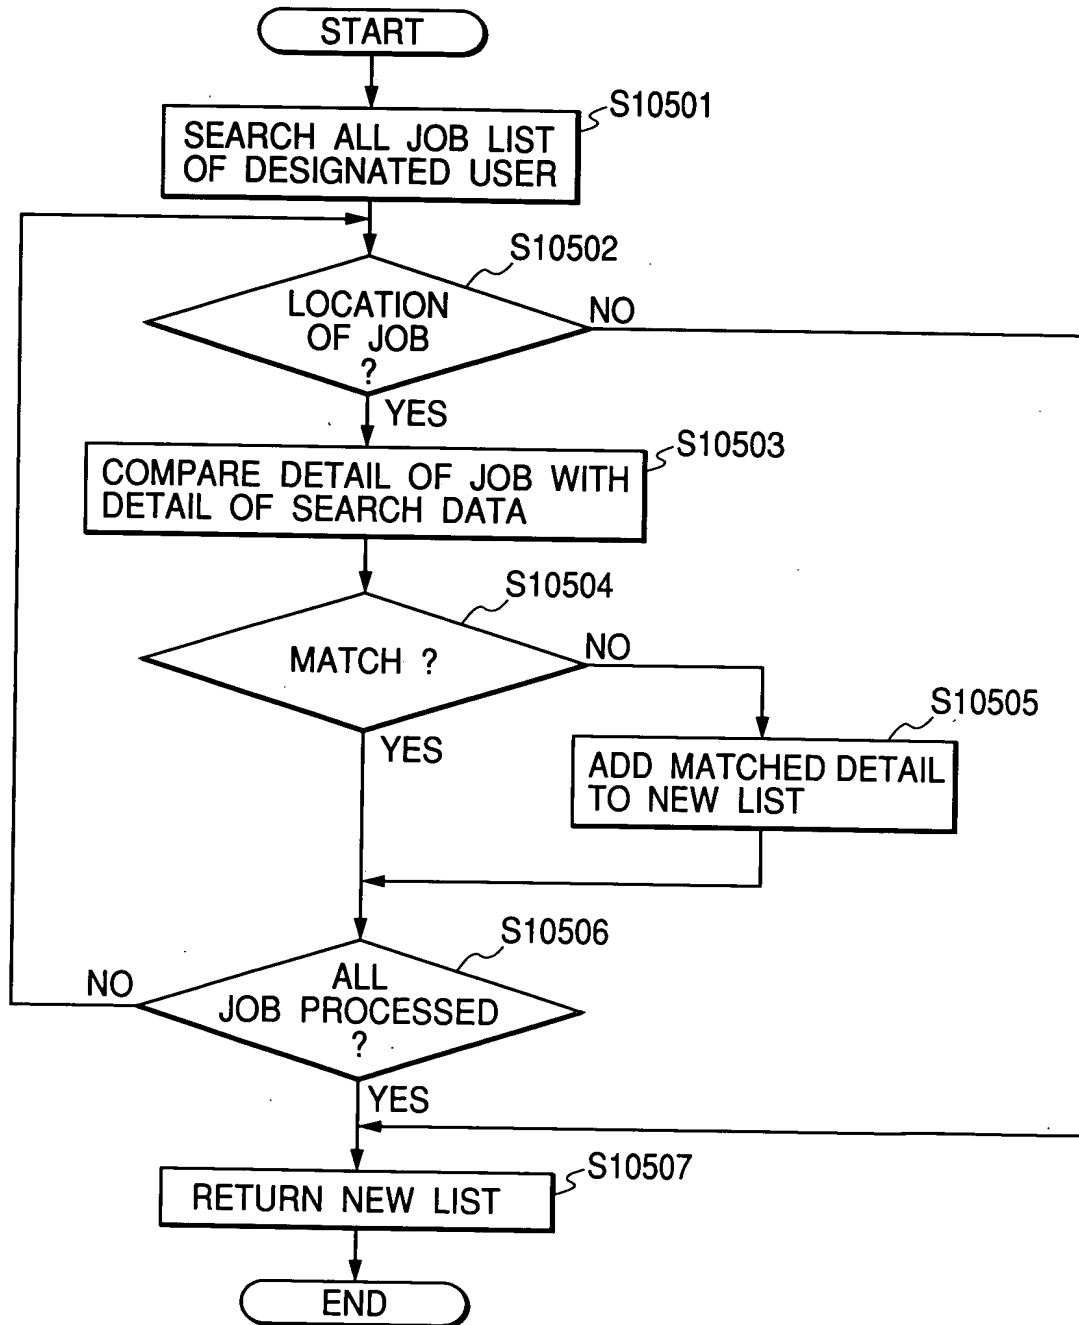 START
S10501
SEARCH ALL JOB LIST
OF DESIGNATED USER
S10502
LOCATION
OF JOB
?
NO
YES
S10503
COMPARE DETAIL OF JOB WITH
DETAIL OF SEARCH DATA
S10504
MATCH ?
NO
YES
S10505
ADD MATCHED DETAIL
TO NEW LIST
S10506
ALL
JOB PROCESSED
?
NO
YES
S10507
RETURN NEW LIST
END